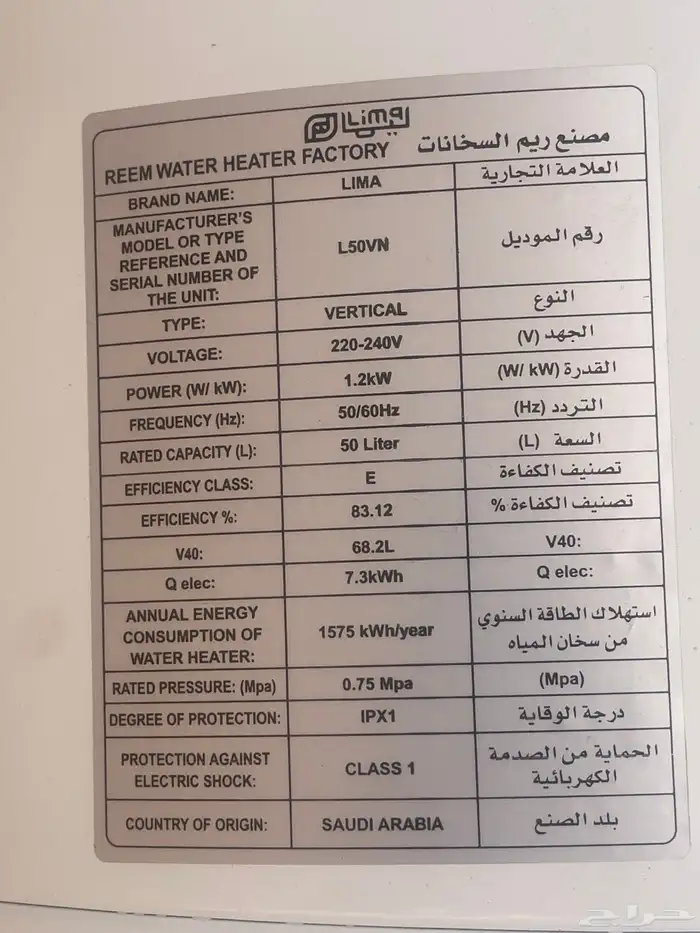 Lima ليمى
REEM WATER HEATER FACTORY مصنع ريم السخانات
BRAND NAME: LIMA العلامة التجارية
MANUFACTURER'S
MODEL OR TYPE
REFERENCE AND
SERIAL NUMBER OF
THE UNIT:
L50VN رقم الموديل
TYPE: VERTICAL النوع
VOLTAGE: 220-240V الجهد (V)
POWER (W/ kW): 1.2kW القدرة (W/ kW)
FREQUENCY (Hz): 50/60Hz التردد (Hz)
RATED CAPACITY (L): 50 Liter السعة (L)
EFFICIENCY CLASS: E تصنيف الكفاءة
EFFICIENCY %: 83.12 تصنيف الكفاءة %
V40: 68.2L V40:
Q elec: 7.3kWh Q elec:
ANNUAL ENERGY
CONSUMPTION OF
WATER HEATER:
1575 kWh/year
استهلاك الطاقة السنوي
من سخان المياه
RATED PRESSURE: (Mpa) 0.75 Mpa (Mpa)
DEGREE OF PROTECTION: IPX1 درجة الوقاية
PROTECTION AGAINST
ELECTRIC SHOCK:
CLASS 1
الحماية من الصدمة
الكهربائية
COUNTRY OF ORIGIN: SAUDI ARABIA بلد الصنع
حراج